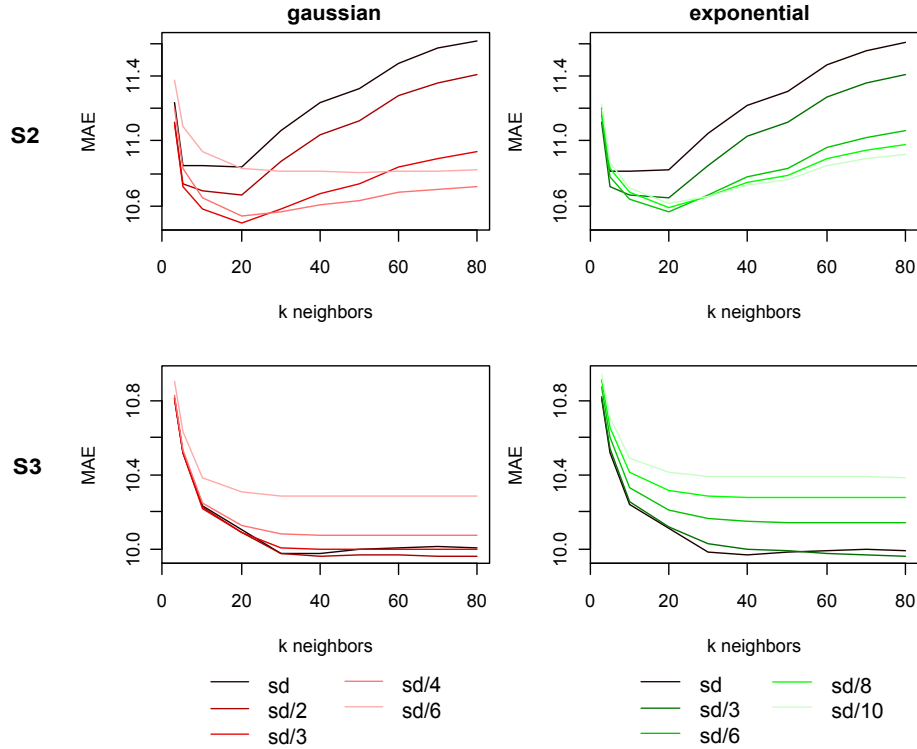 gaussian
exponential
S2
MAE
10.6 11.0 11.4
0 20 40 60 80
k neighbors
MAE
10.6 11.0 11.4
0 20 40 60 80
k neighbors
S3
MAE
10.0 10.4 10.8
0 20 40 60 80
k neighbors
MAE
10.0 10.4 10.8
0 20 40 60 80
k neighbors
sd
sd/2
sd/3
sd/4
sd/6
sd
sd/3
sd/6
sd/8
sd/10